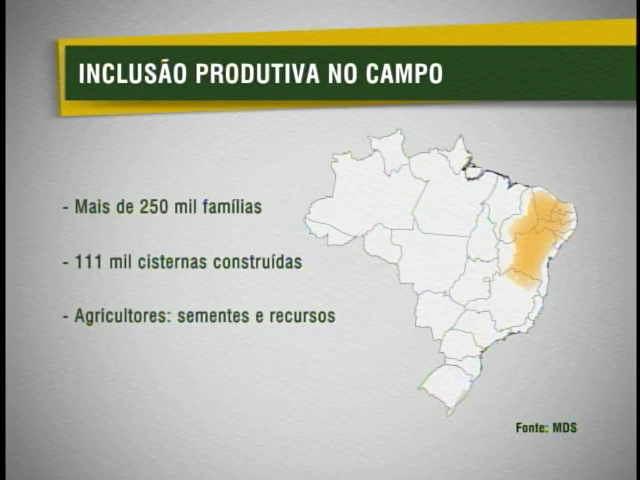 INCLUSÃO PRODUTIVA NO CAMPO
- Mais de 250 mil famílias
- 111 mil cisternas construídas
- Agricultores: sementes e recursos
Fonte: MDS